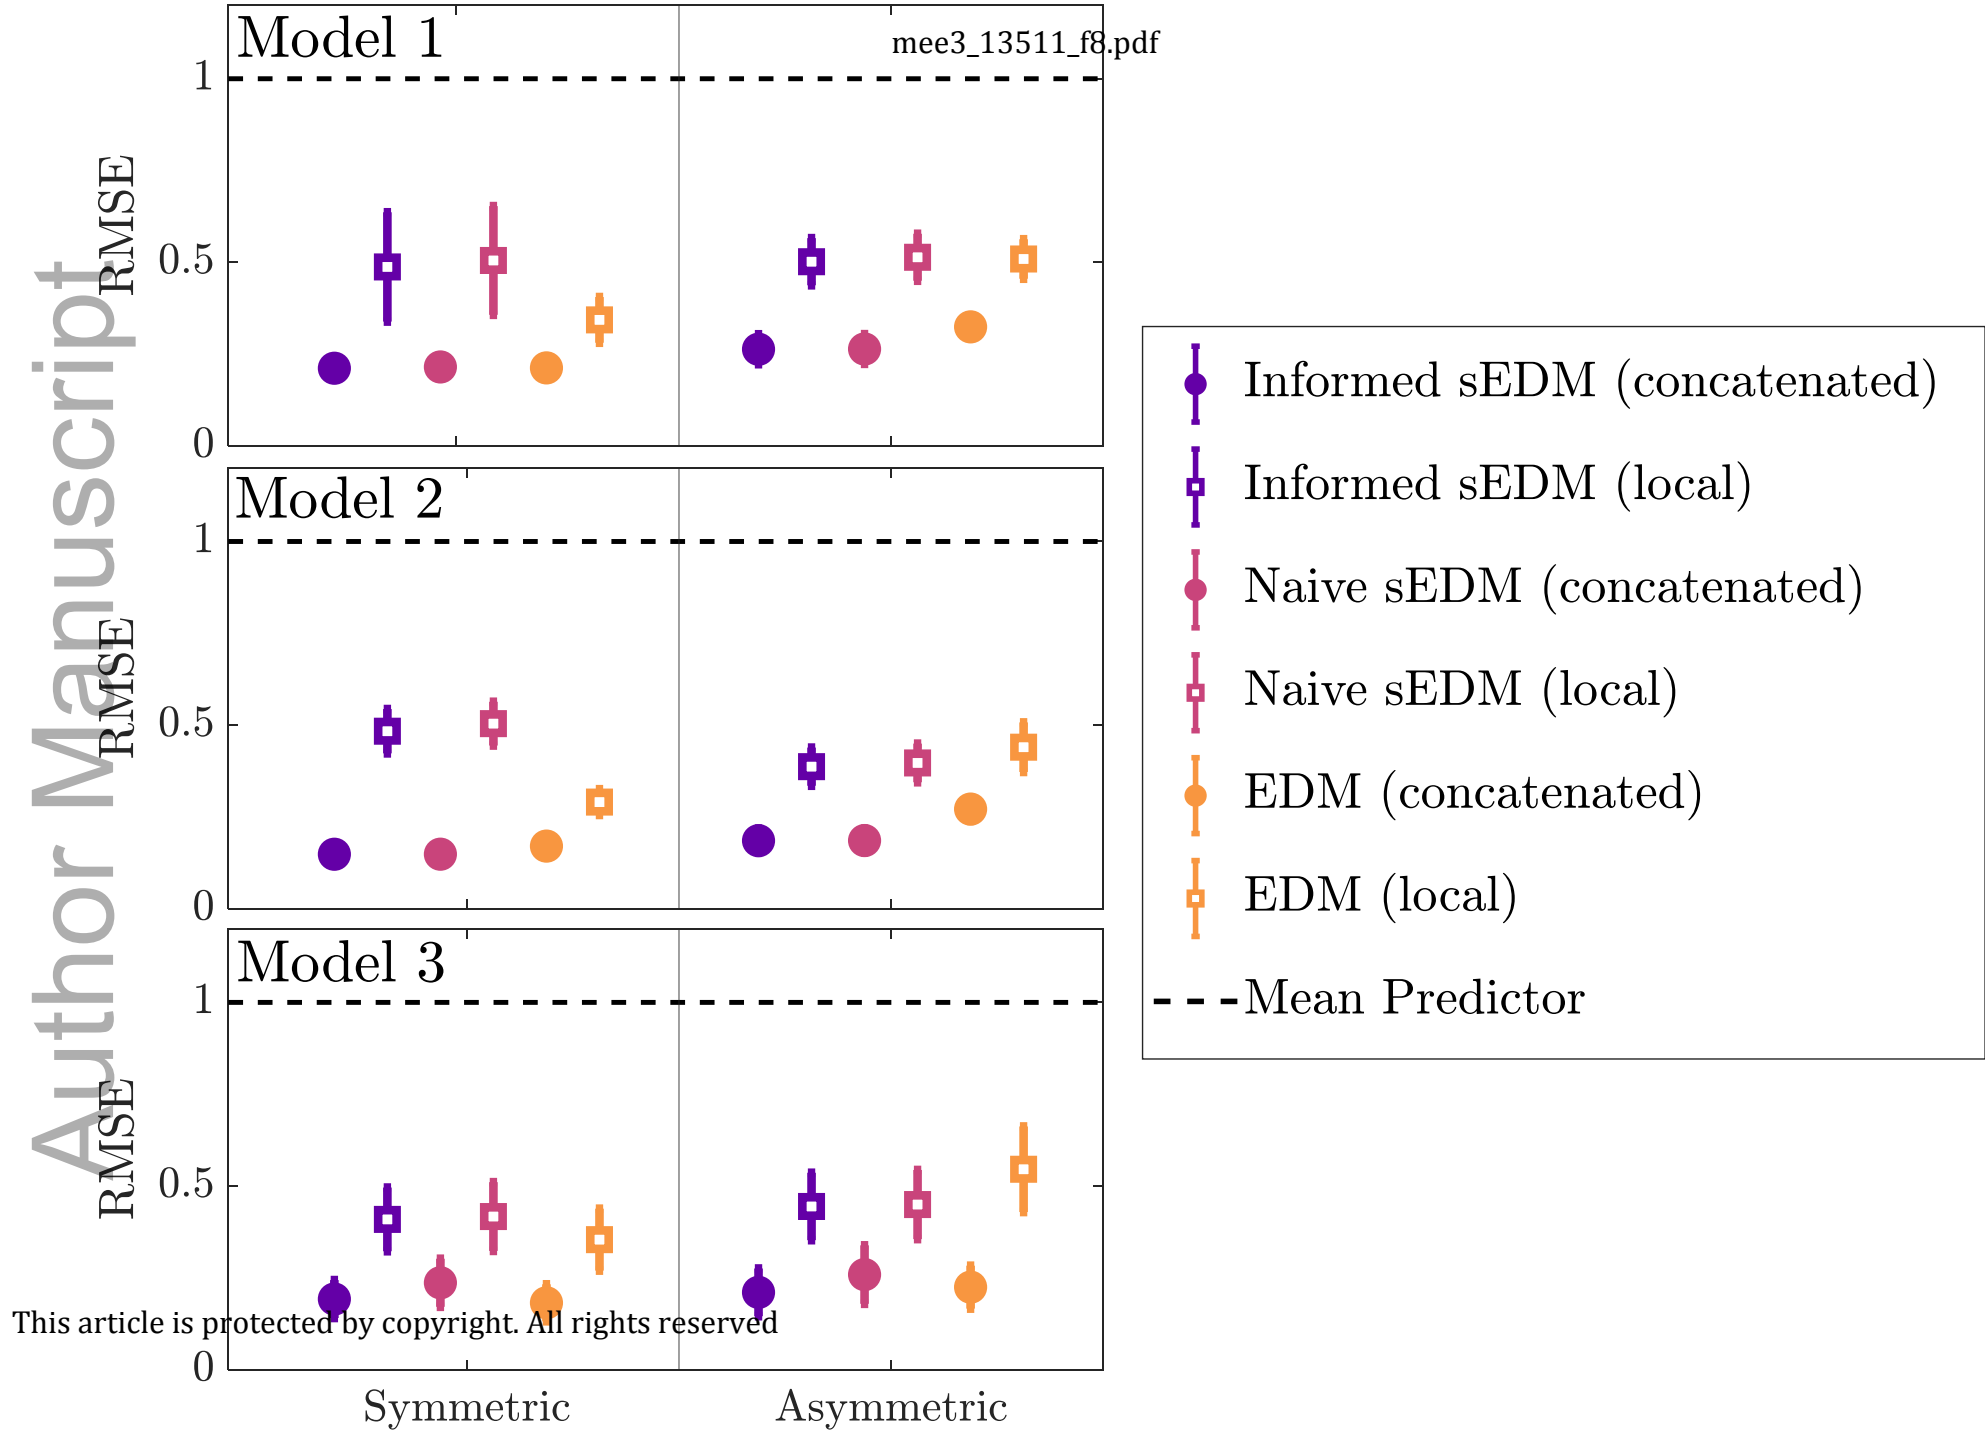 mee3_13511_f8.pdf
Author Manuscript
Model 1
RMSE
1
0.5
0
Model 2
RMSE
1
0.5
0
Model 3
RMSE
1
0.5
0
Symmetric
Asymmetric
Informed sEDM (concatenated)
Informed sEDM (local)
Naive sEDM (concatenated)
Naive sEDM (local)
EDM (concatenated)
EDM (local)
Mean Predictor
This article is protected by copyright. All rights reserved